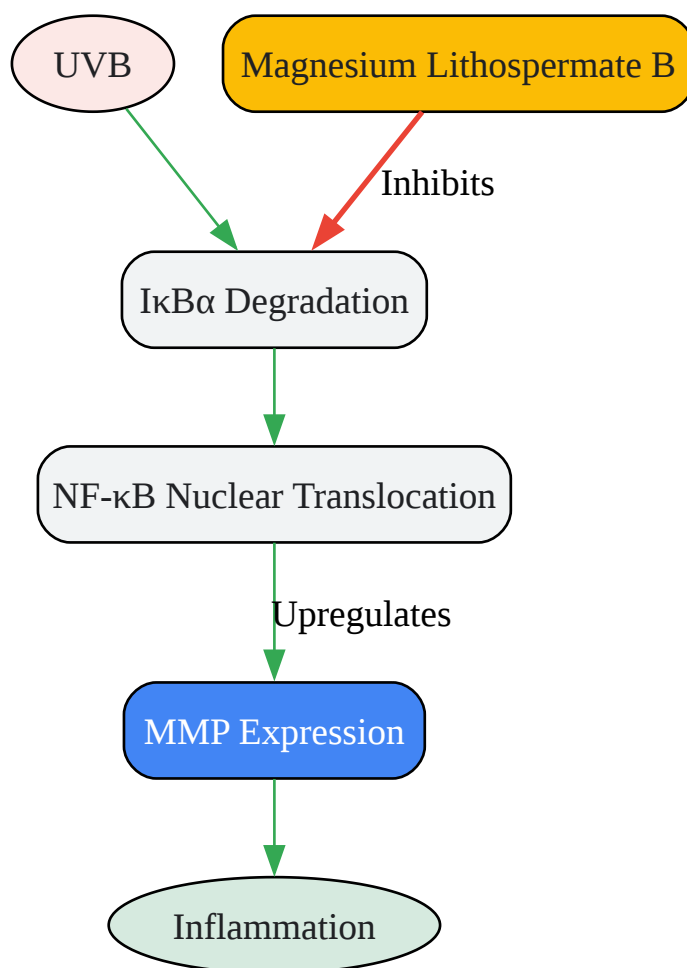 UVB
Magnesium Lithospermate B
Inhibits
IκBα Degradation
NF-κB Nuclear Translocation
Upregulates
MMP Expression
Inflammation